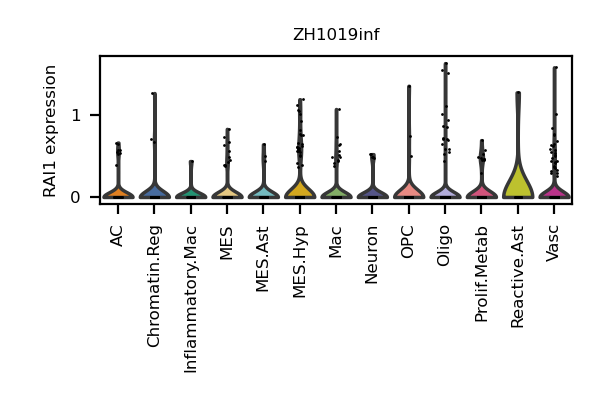 ZH1019inf
RAI1 expression
1
0
AC
Chromatin.Reg
Inflammatory.Mac
MES
MES.Ast
MES.Hyp
Mac
Neuron
OPC
Oligo
Prolif.Metab
Reactive.Ast
Vasc